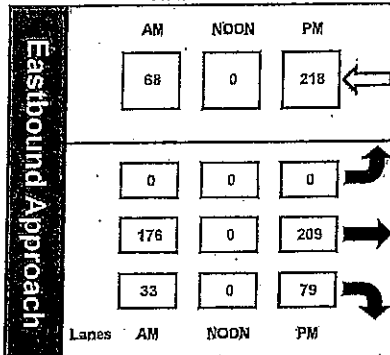 Eastbound Approach
AM NOON PM
68 0 218
0 0 0
176 0 209
33 0 79
Lanes AM NOON PM